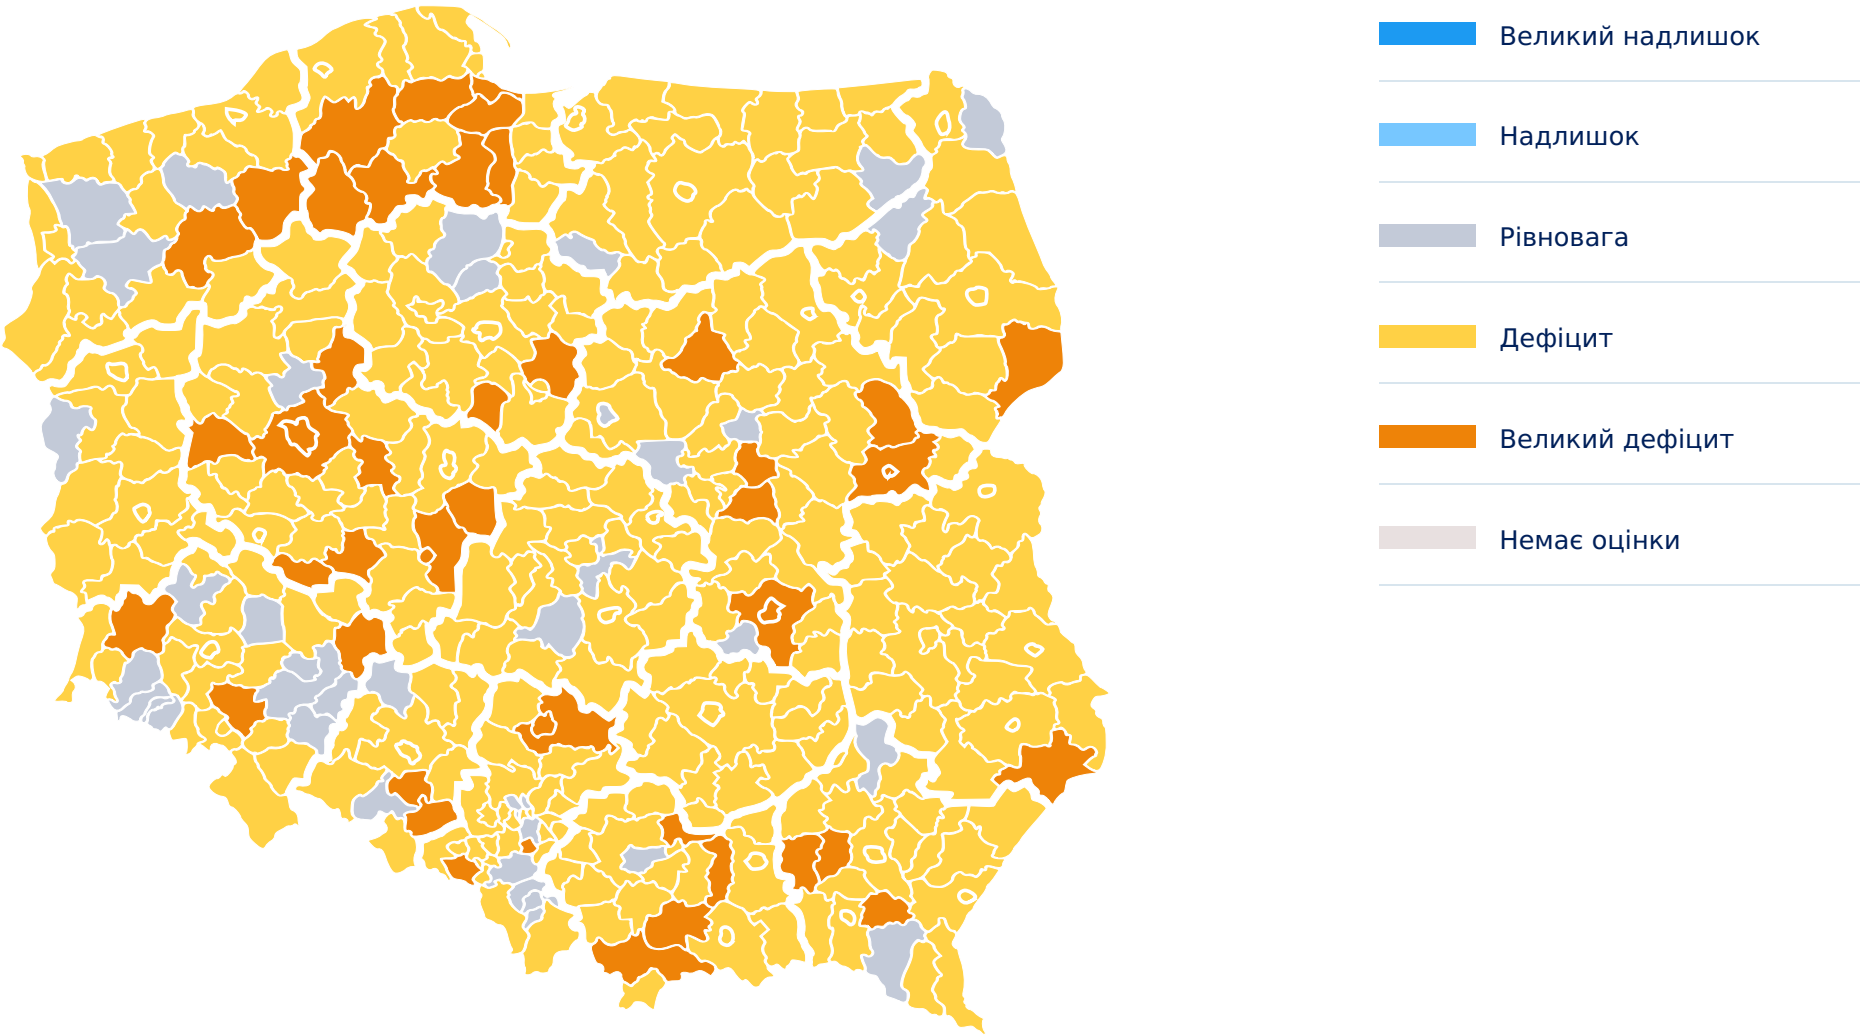 Великий надлишок
Надлишок
Рівновага
Дефіцит
Великий дефіцит
Немає оцінки